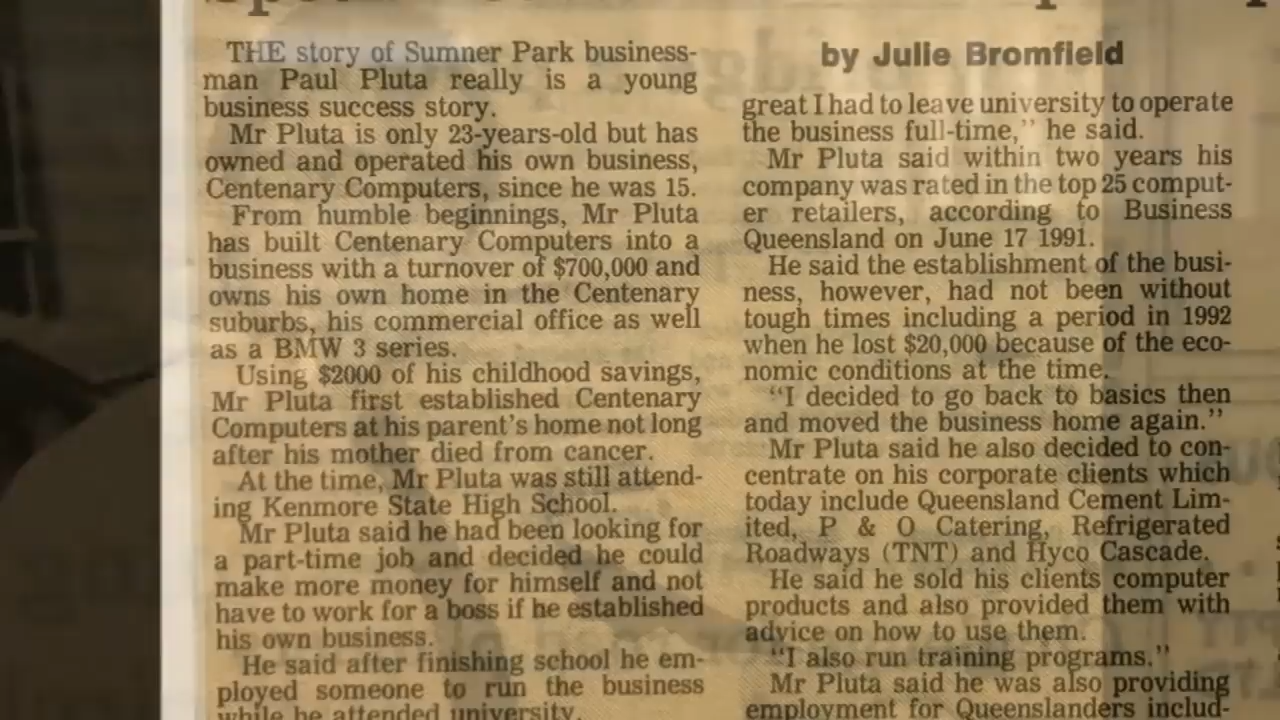 THE story of Sumner Park business-
man Paul Pluta really is a young
business success story.
Mr Pluta is only 23-years-old but has
owned and operated his own business,
Centenary Computers, since he was 15.
From humble beginnings, Mr Pluta
has built Centenary Computers into a
business with a turnover of $700,000 and
owns his own home in the Centenary
suburbs, his commercial office as well
as a BMW 3 series.
Using $2000 of his childhood savings,
Mr Pluta first established Centenary
Computers at his parent's home not long
after his mother died from cancer.
At the time, Mr Pluta was still attend-
ing Kenmore State High School.
Mr Pluta said he had been looking for
a part-time job and decided he could
make more money for himself and not
have to work for a boss if he established
his own business.
He said after finishing school he em-
ployed someone to run the business
while he attended university.
by Julie Bromfield
great I had to leave university to operate
the business full-time," he said.
Mr Pluta said within two years his
company was rated in the top 25 comput-
er retailers, according to Business
Queensland on June 17 1991.
He said the establishment of the busi-
ness, however, had not been without
tough times including a period in 1992
when he lost $20,000 because of the eco-
nomic conditions at the time.
"I decided to go back to basics then
and moved the business home again."
Mr Pluta said he also decided to con-
centrate on his corporate clients which
today include Queensland Cement Lim-
ited, P & O Catering, Refrigerated
Roadways (TNT) and Hyco Cascade.
He said he sold his clients computer
products and also provided them with
advice on how to use them.
"I also run training programs."
Mr Pluta said he was also providing
employment for Queenslanders includ-